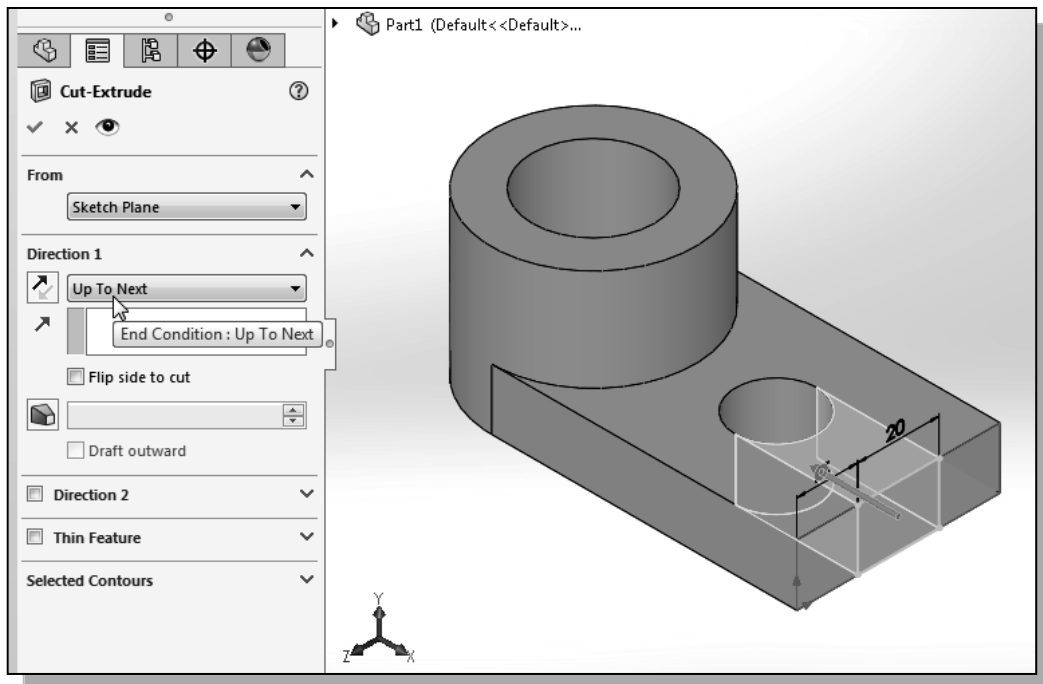 Part1 (Default<<Default>...
Cut-Extrude
From
Sketch Plane
Direction 1
Up To Next
End Condition : Up To Next
Flip side to cut
Draft outward
Direction 2
Thin Feature
Selected Contours
20
Y
Z
X